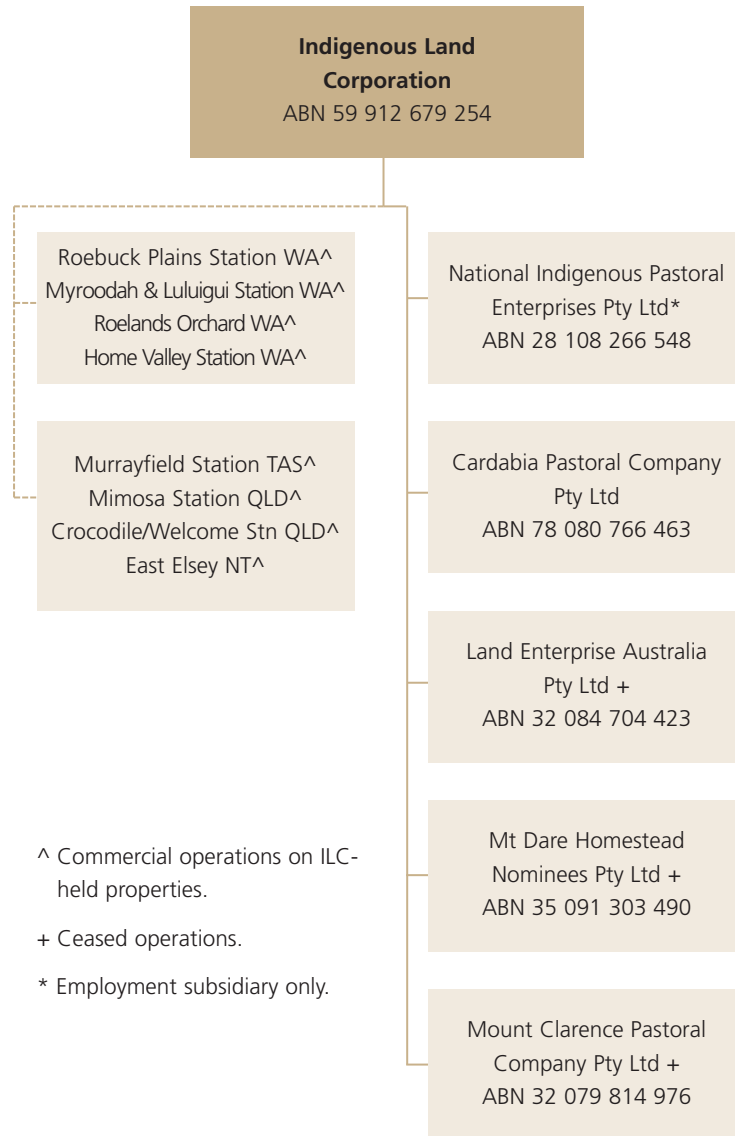 Indigenous Land
Corporation
ABN 59 912 679 254
Roebuck Plains Station WA^
Myroodah & Luluigui Station WA^
Roelands Orchard WA^
Home Valley Station WA^
Murrayfield Station TAS^
Mimosa Station QLD^
Crocodile/Welcome Stn QLD^
East Elsey NT^
National Indigenous Pastoral
Enterprises Pty Ltd*
ABN 28 108 266 548
Cardabia Pastoral Company
Pty Ltd
ABN 78 080 766 463
Land Enterprise Australia
Pty Ltd +
ABN 32 084 704 423
Mt Dare Homestead
Nominees Pty Ltd +
ABN 35 091 303 490
Mount Clarence Pastoral
Company Pty Ltd +
ABN 32 079 814 976
^ Commercial operations on ILC-
held properties.
+ Ceased operations.
* Employment subsidiary only.